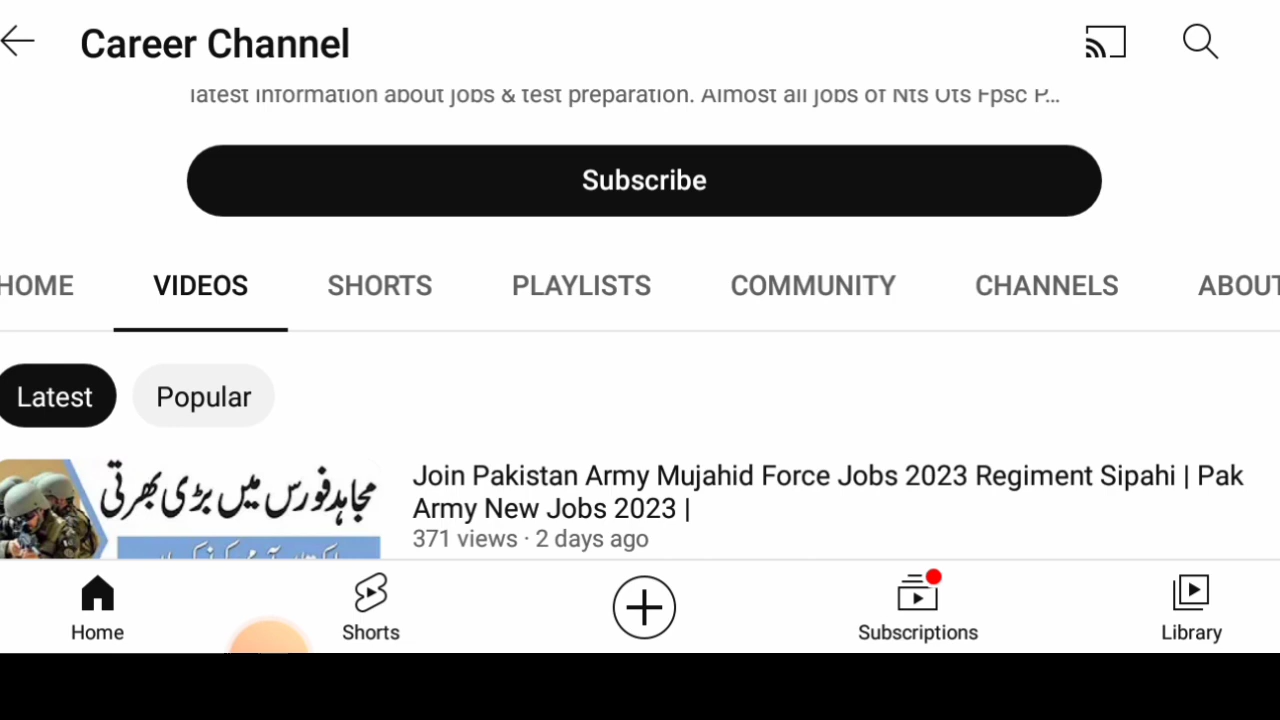 Career Channel
latest information about jobs & test preparation. Almost all jobs of Nts Ots Fpsc P...
Subscribe
HOME VIDEOS SHORTS PLAYLISTS COMMUNITY CHANNELS ABOUT
Latest Popular
مجاہد فورس میں بڑی بھرتی
Join Pakistan Army Mujahid Force Jobs 2023 Regiment Sipahi | Pak
Army New Jobs 2023 |
371 views · 2 days ago
Home Shorts Subscriptions Library